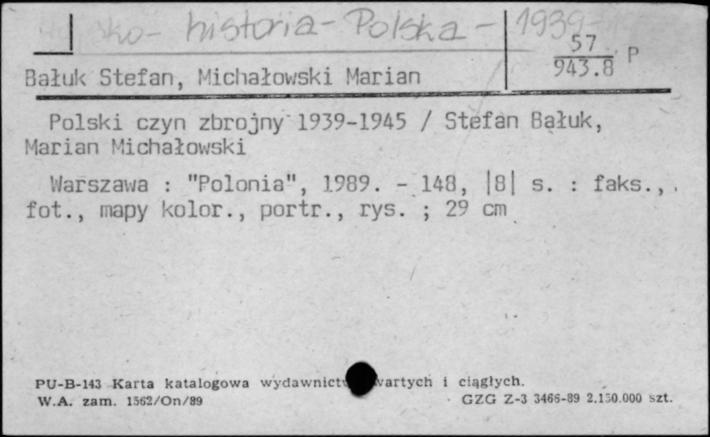 historia - Polska - 1939-
57
943.8 P
Bałuk Stefan, Michałowski Marian
Polski czyn zbrojny 1939-1945 / Stefan Bałuk,
Marian Michałowski
Warszawa : "Polonia", 1989. - 148, |8| s. : faks.,
fot., mapy kolor., portr., rys. ; 29 cm
PU-B-143 Karta katalogowa i ciągłych.
W.A. zam. 1562/On/89 GZG Z-3 3466-89 2.150.000 szt.